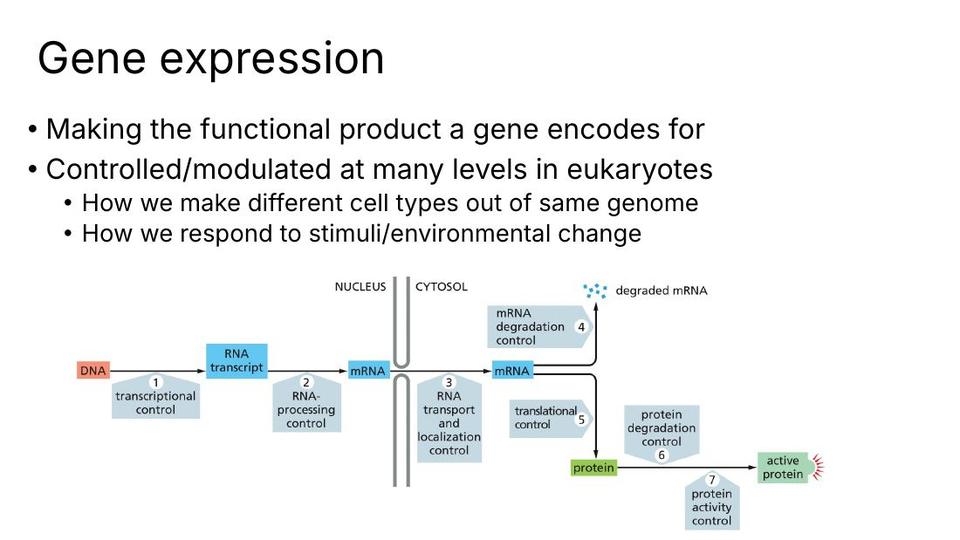 Gene expression
• Making the functional product a gene encodes for
• Controlled/modulated at many levels in eukaryotes
• How we make different cell types out of same genome
• How we respond to stimuli/environmental change
NUCLEUS
CYTOSOL
degraded mRNA
mRNA
degradation
control
4
DNA
RNA
transcript
mRNA
mRNA
1
transcriptional
control
2
RNA-
processing
control
3
RNA
transport
and
localization
control
translational
control
5
protein
degradation
control
6
protein
active
protein
7
protein
activity
control